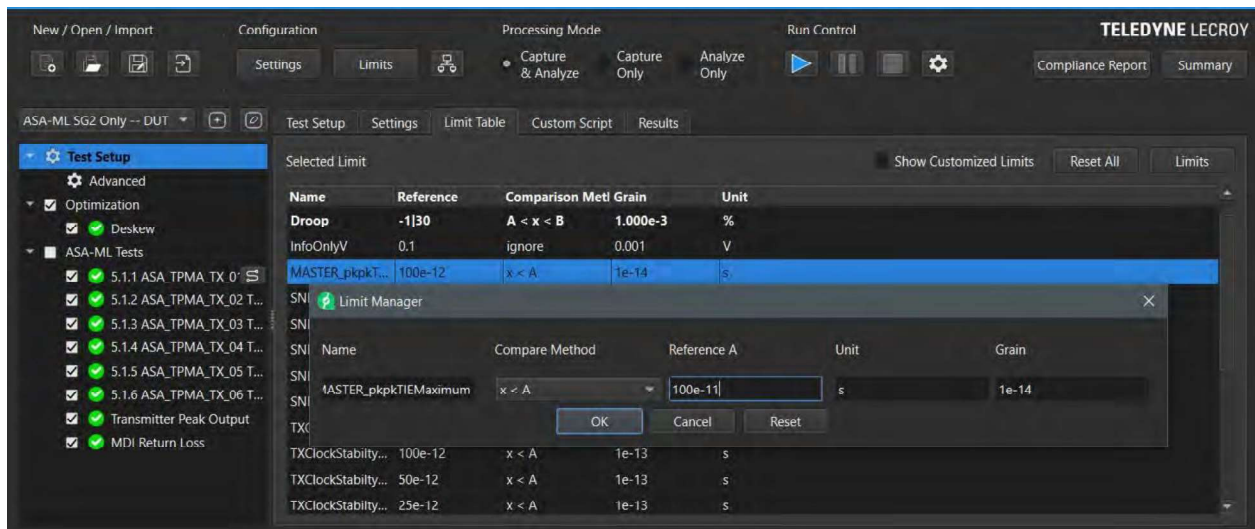 New / Open / Import Configuration Processing Mode Run Control TELEDYNE LECROY
Settings Limits Capture & Analyze Capture Only Analyze Only Compliance Report Summary
ASA-ML SG2 Only -- DUT Test Setup Settings Limit Table Custom Script Results
Test Setup
Advanced
Optimization
Deskew
ASA-ML Tests
5.1.1 ASA_TPMA_TX_0
5.1.2 ASA_TPMA_TX_02 T...
5.1.3 ASA_TPMA_TX_03 T...
5.1.4 ASA_TPMA_TX_04 T...
5.1.5 ASA_TPMA_TX_05 T...
5.1.6 ASA_TPMA_TX_06 T...
Transmitter Peak Output
MDI Return Loss
Selected Limit Show Customized Limits Reset All Limits
Name Reference Comparison Metl Grain Unit
Droop -1|30 A < x < B 1.000e-3 %
InfoOnlyV 0.1 ignore 0.001 V
MASTER_pkpkT... 100e-12 x < A 1e-14 s
SNI
SNI
SNI
SNI
SNI
TXC
Limit Manager
Name Compare Method Reference A Unit Grain
MASTER_pkpkTIEMaximum x < A 100e-11 s 1e-14
OK Cancel Reset
TXClockStabilty... 100e-12 x < A 1e-13 s
TXClockStabilty... 50e-12 x < A 1e-13 s
TXClockStabilty... 25e-12 x < A 1e-13 s